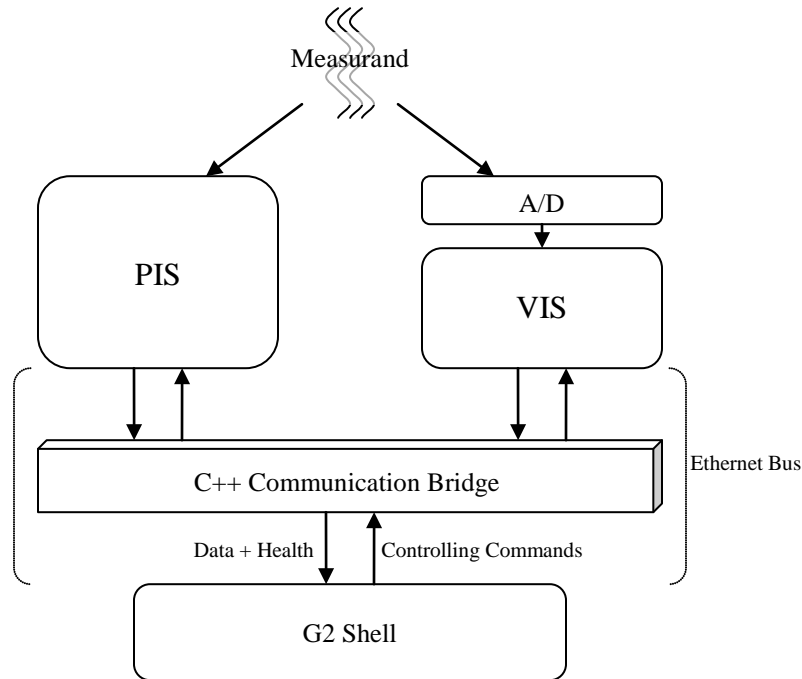 Measurand
A/D
PIS
VIS
Ethernet Bus
C++ Communication Bridge
Data + Health
Controlling Commands
G2 Shell